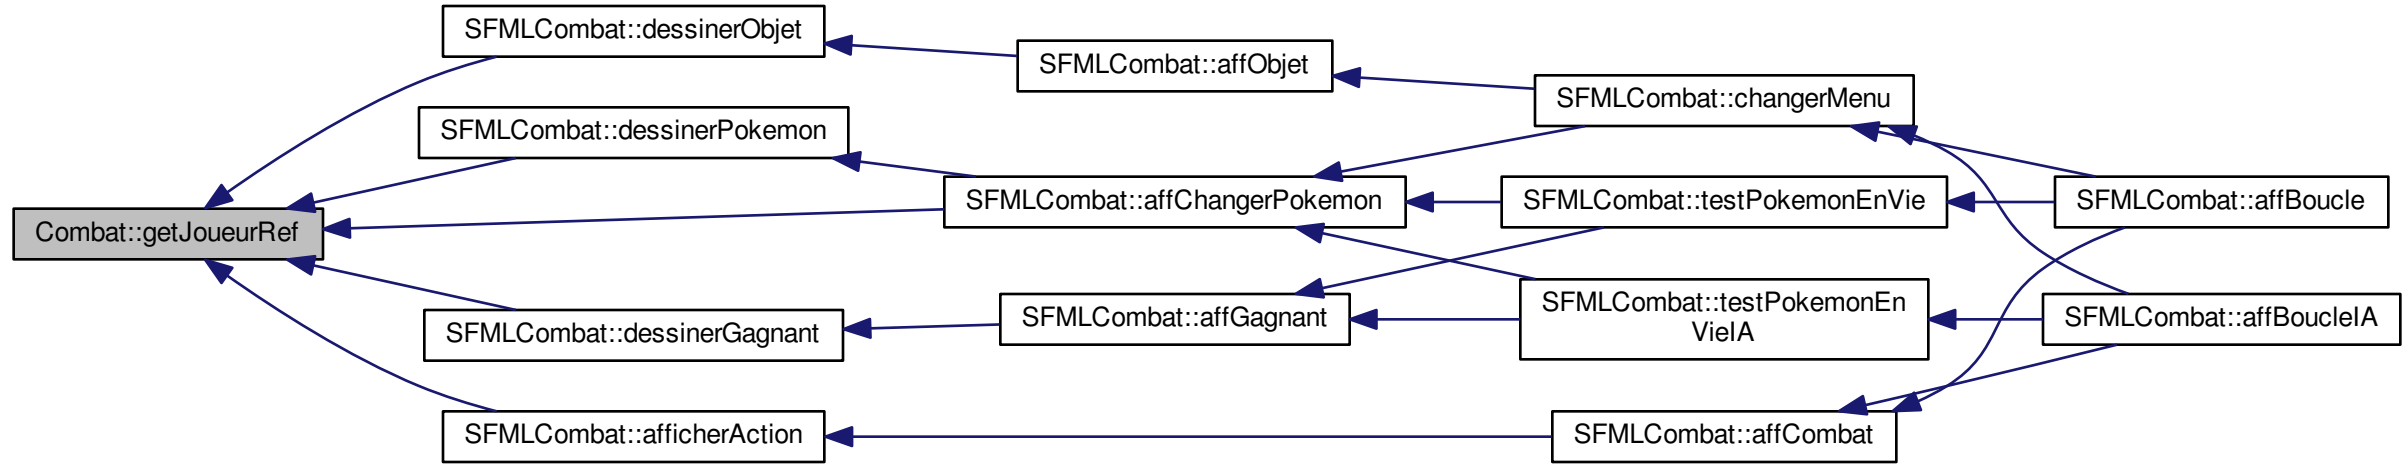 SFMLCombat::dessinerObjet
SFMLCombat::affObjet
SFMLCombat::changerMenu
SFMLCombat::dessinerPokemon
SFMLCombat::affChangerPokemon
SFMLCombat::testPokemonEnVie
SFMLCombat::affBoucle
Combat::getJoueurRef
SFMLCombat::dessinerGagnant
SFMLCombat::affGagnant
SFMLCombat::testPokemonEn
VieIA
SFMLCombat::affBoucleIA
SFMLCombat::afficherAction
SFMLCombat::affCombat